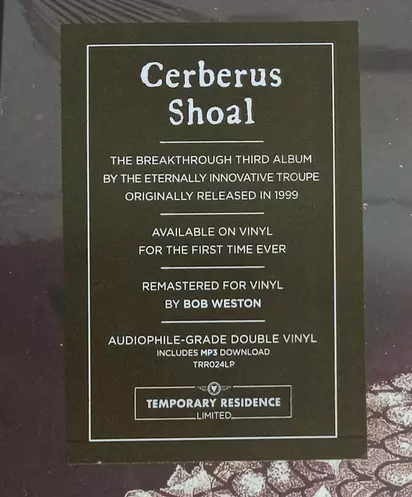 Cerberus
Shoal
THE BREAKTHROUGH THIRD ALBUM
BY THE ETERNALLY INNOVATIVE TROUPE
ORIGINALLY RELEASED IN 1999
AVAILABLE ON VINYL
FOR THE FIRST TIME EVER
REMASTERED FOR VINYL
BY BOB WESTON
AUDIOPHILE-GRADE DOUBLE VINYL
INCLUDES MP3 DOWNLOAD
TRR024LP
TEMPORARY RESIDENCE
LIMITED